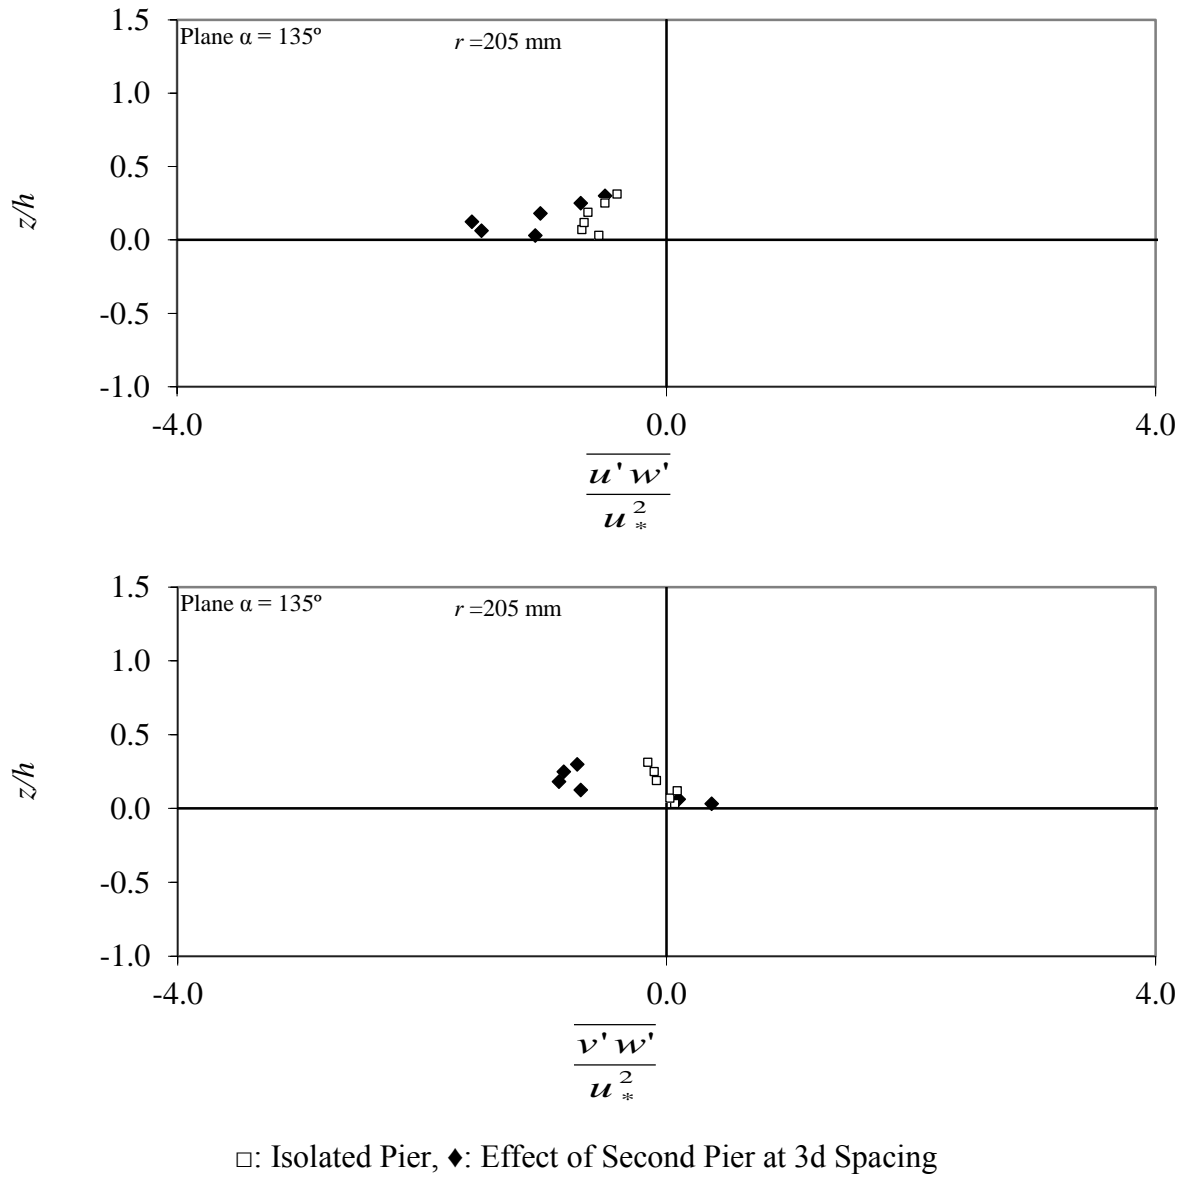 1.5
Plane α = 135º
r =205 mm
1.0
0.5
z/h
0.0
-0.5
-1.0
-4.0 0.0 4.0
u' w'
u*2
1.5
Plane α = 135º
r =205 mm
1.0
0.5
z/h
0.0
-0.5
-1.0
-4.0 0.0 4.0
v' w'
u*2
□: Isolated Pier, ♦: Effect of Second Pier at 3d Spacing